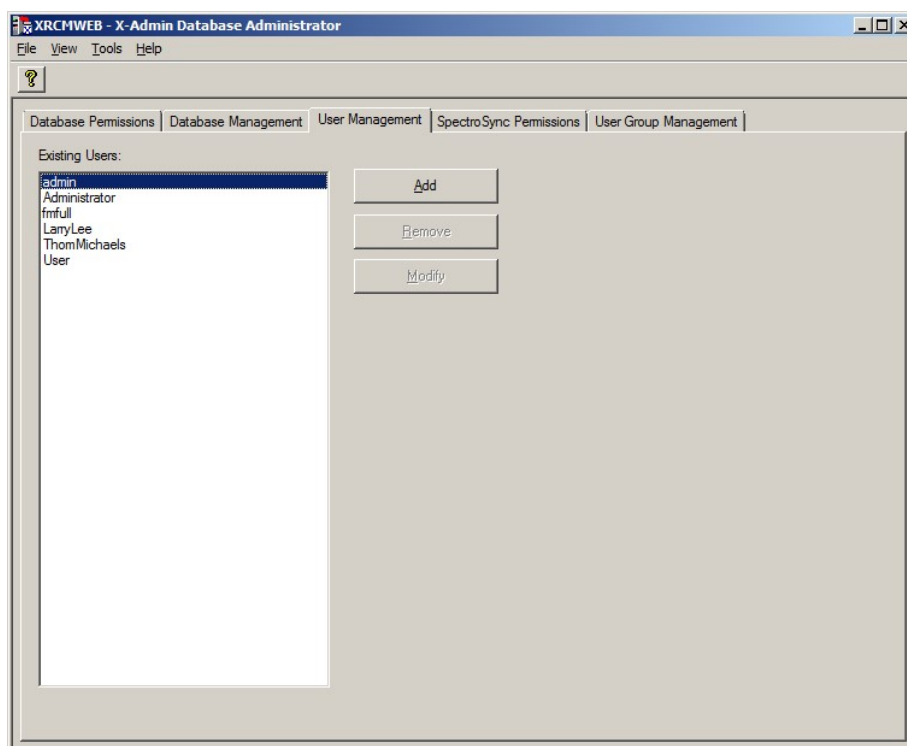 XRCMWEB - X-Admin Database Administrator
File View Tools Help
Database Permissions Database Management User Management SpectroSync Permissions User Group Management
Existing Users:
admin
Administrator
fmfull
LarryLee
ThomMichaels
User
Add
Remove
Modify